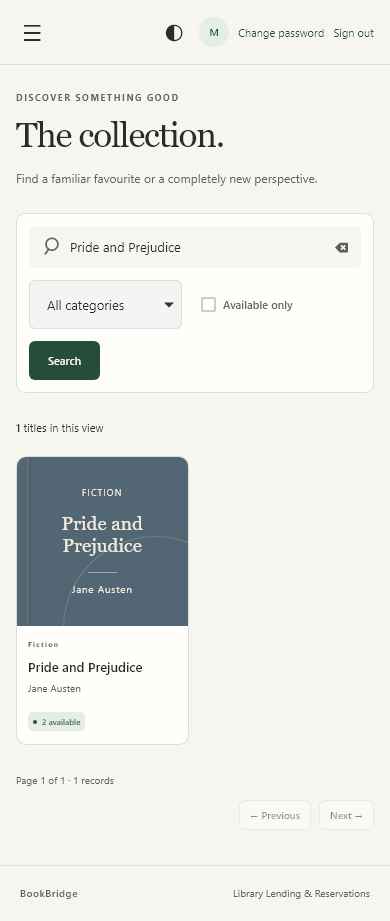 M Change password Sign out
DISCOVER SOMETHING GOOD
The collection.
Find a familiar favourite or a completely new perspective.
Pride and Prejudice
All categories Available only
Search
1 titles in this view
FICTION
Pride and
Prejudice
Jane Austen
Fiction
Pride and Prejudice
Jane Austen
2 available
Page 1 of 1 · 1 records
← Previous Next →
BookBridge Library Lending & Reservations